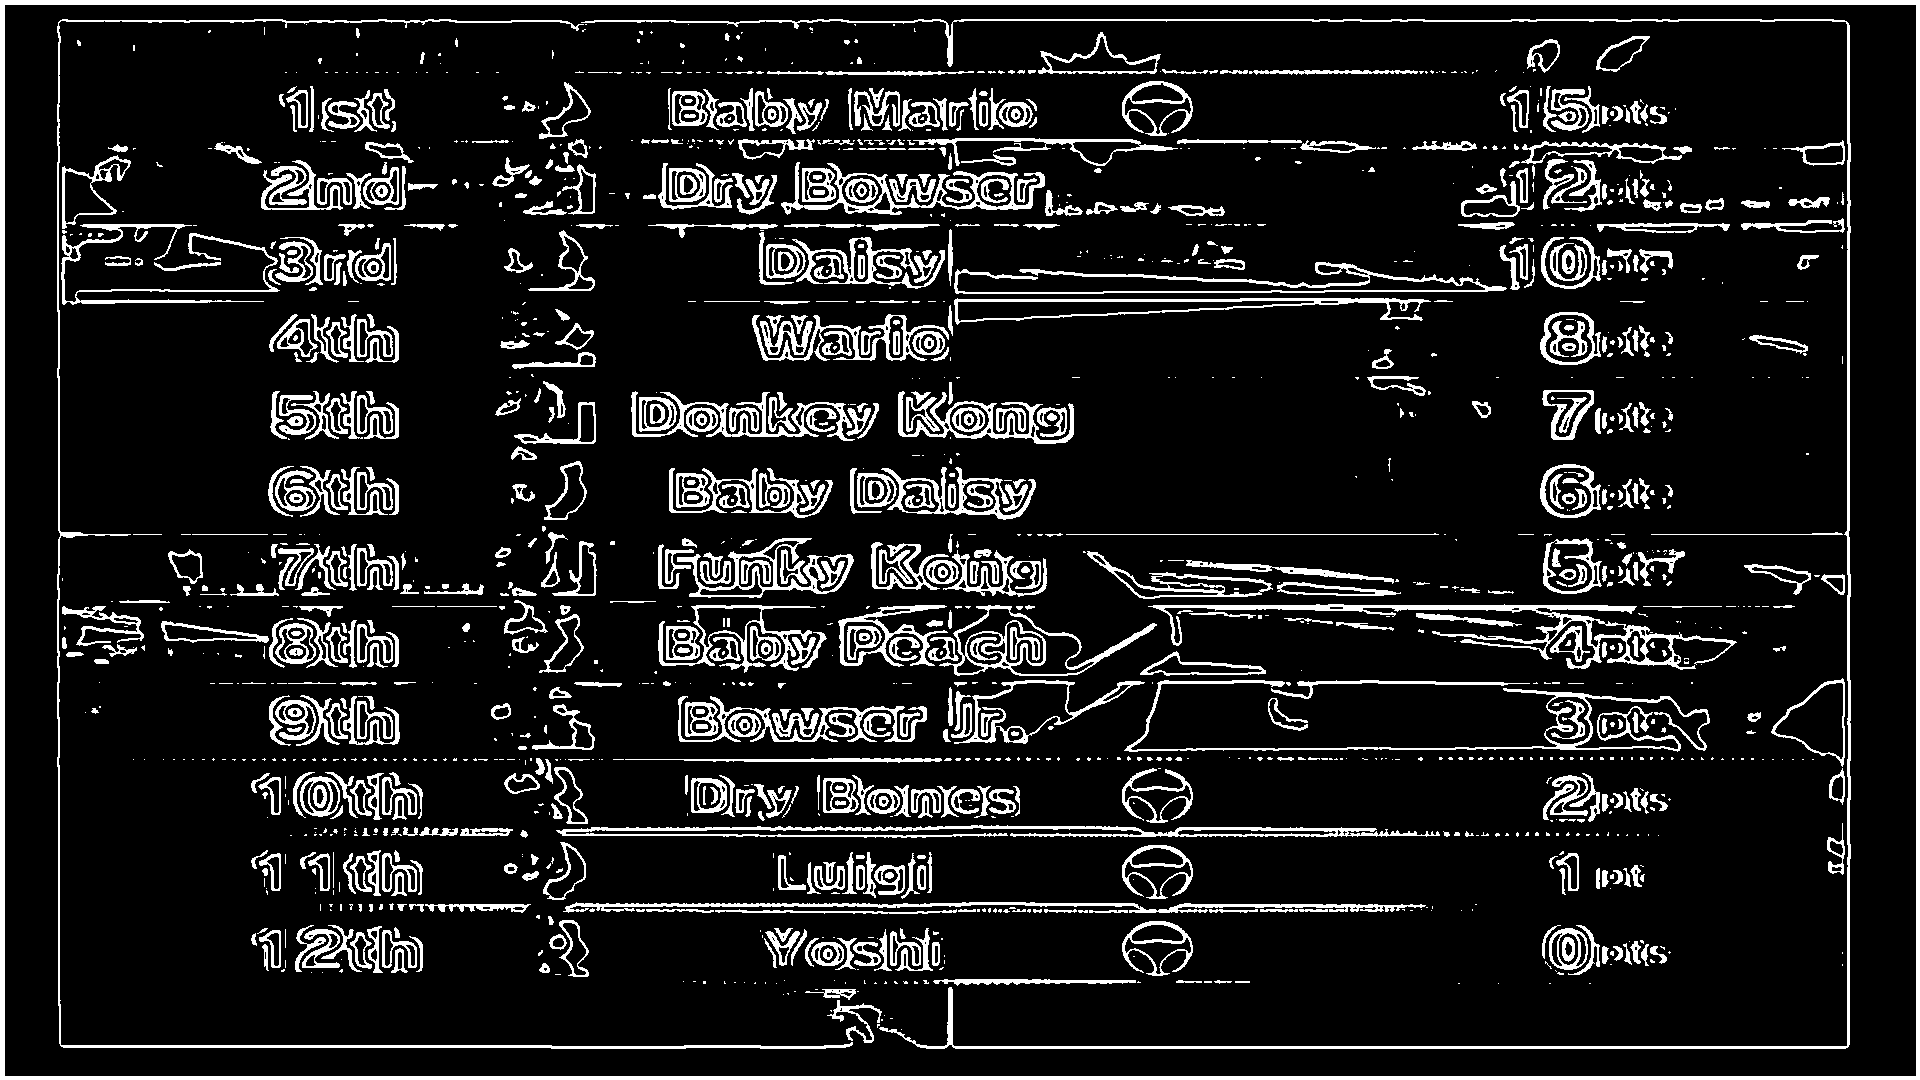 1st Baby Mario 15pts
2nd Dry Bowser 12pts
3rd Daisy 10pts
4th Wario 8pts
5th Donkey Kong 7pts
6th Baby Daisy 6pts
7th Funky Kong 5pts
8th Baby Peach 4pts
9th Bowser Jr. 3pts
10th Dry Bones 2pts
11th Luigi 1pt
12th Yoshi 0pts